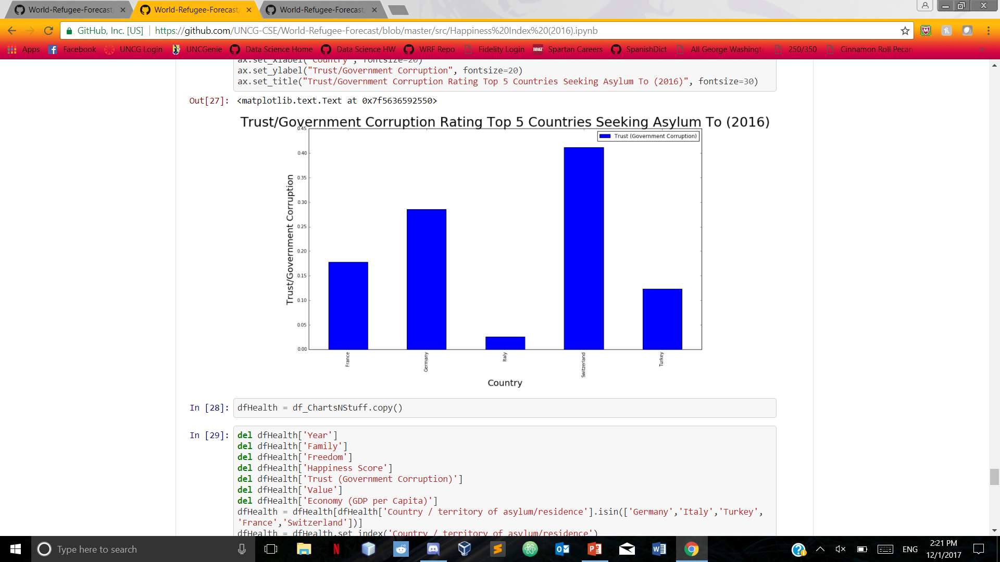 World-Refugee-Forecast
World-Refugee-Forecast
World-Refugee-Forecast
GitHub, Inc. [US] https://github.com/UNCG-CSE/World-Refugee-Forecast/blob/master/src/Happiness%20Index%20(2016).ipynb
Apps Facebook UNCG Login UNCGenie Data Science Home Data Science HW WRF Repo Fidelity Login BB&T Spartan Careers SpanishDict All George Washingt 250/350 Cinnamon Roll Pecan
ax.set_xlabel("Country", fontsize=20)
ax.set_ylabel("Trust/Government Corruption", fontsize=20)
ax.set_title("Trust/Government Corruption Rating Top 5 Countries Seeking Asylum To (2016)", fontsize=30)
Out[27]: <matplotlib.text.Text at 0x7f5636592550>
Trust/Government Corruption Rating Top 5 Countries Seeking Asylum To (2016)
Trust (Government Corruption)
0.45
0.40
0.35
0.30
0.25
0.20
0.15
0.10
0.05
0.00
Trust/Government Corruption
France
Germany
Italy
Switzerland
Turkey
Country
In [28]: dfHealth = df_ChartsNStuff.copy()
In [29]: del dfHealth['Year']
del dfHealth['Family']
del dfHealth['Freedom']
del dfHealth['Happiness Score']
del dfHealth['Trust (Government Corruption)']
del dfHealth['Value']
del dfHealth['Economy (GDP per Capita)']
dfHealth = dfHealth[dfHealth['Country / territory of asylum/residence'].isin(['Germany','Italy','Turkey',
'France','Switzerland'])]
dfHealth = dfHealth.set_index('Country / territory of asylum/residence')
Type here to search
ENG
2:21 PM
12/1/2017